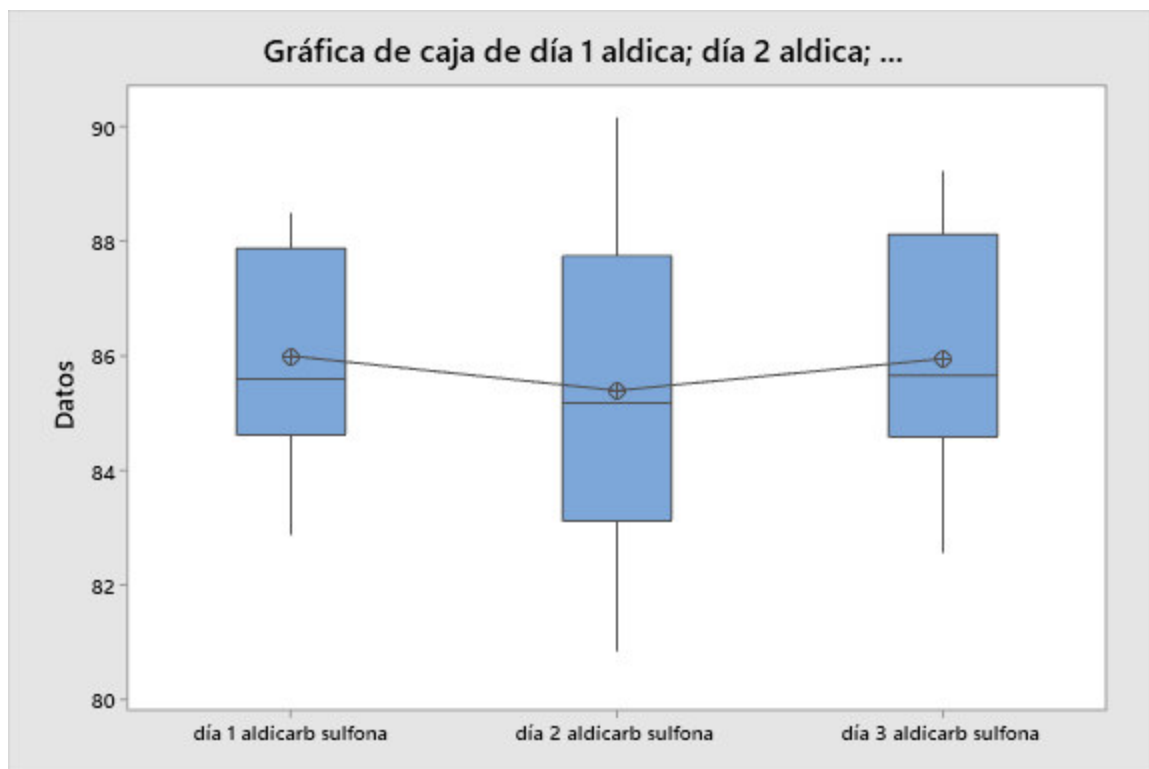 Gráfica de caja de día 1 aldica; día 2 aldica; ...
Datos
90
88
86
84
82
80
día 1 aldicarb sulfona
día 2 aldicarb sulfona
día 3 aldicarb sulfona